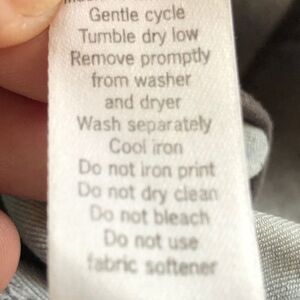 Gentle cycle
Tumble dry low
Remove promptly
from washer
and dryer
Wash separately
Cool iron
Do not iron print
Do not dry clean
Do not bleach
Do not use
fabric softener